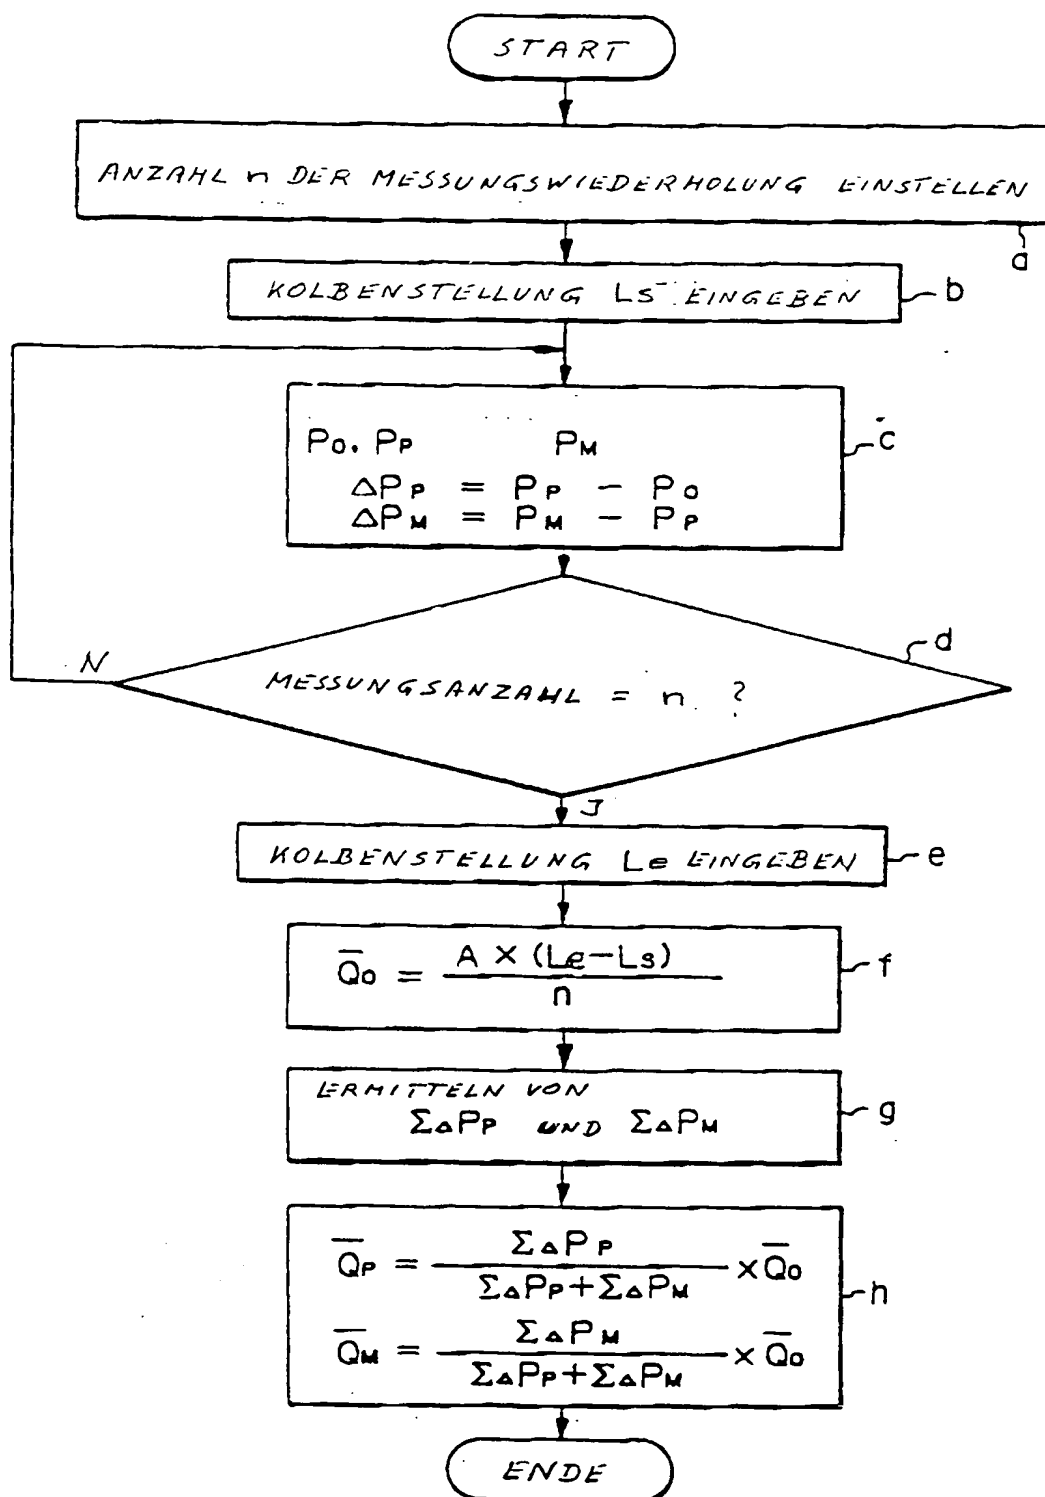 START
ANZAHL n DER MESSUNGSWIEDERHOLUNG EINSTELLEN
a
KOLBENSTELLUNG Ls EINGEBEN
b
Po. PP PM
ΔPP = PP - Po
ΔPM = PM - PP
c
N
MESSUNGSANZAHL = n ?
d
J
KOLBENSTELLUNG Le EINGEBEN
e
Q̅o = A × (Le-Ls) / n
f
ERMITTELN VON
ΣΔPP UND ΣΔPM
g
Q̅P = ΣΔPP / ΣΔPP+ΣΔPM × Q̅o
Q̅M = ΣΔPM / ΣΔPP+ΣΔPM × Q̅o
h
ENDE